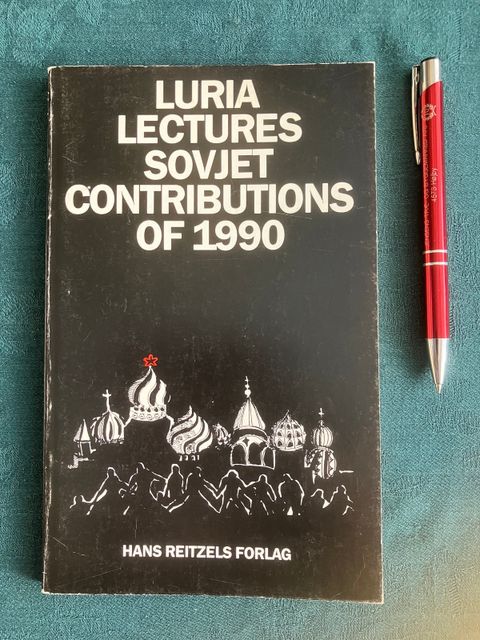 LURIA
LECTURES
SOVJET
CONTRIBUTIONS
OF 1990
HANS REITZELS FORLAG